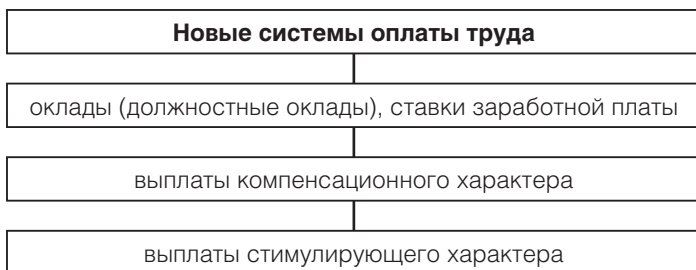 Новые системы оплаты труда
оклады (должностные оклады), ставки заработной платы
выплаты компенсационного характера
выплаты стимулирующего характера